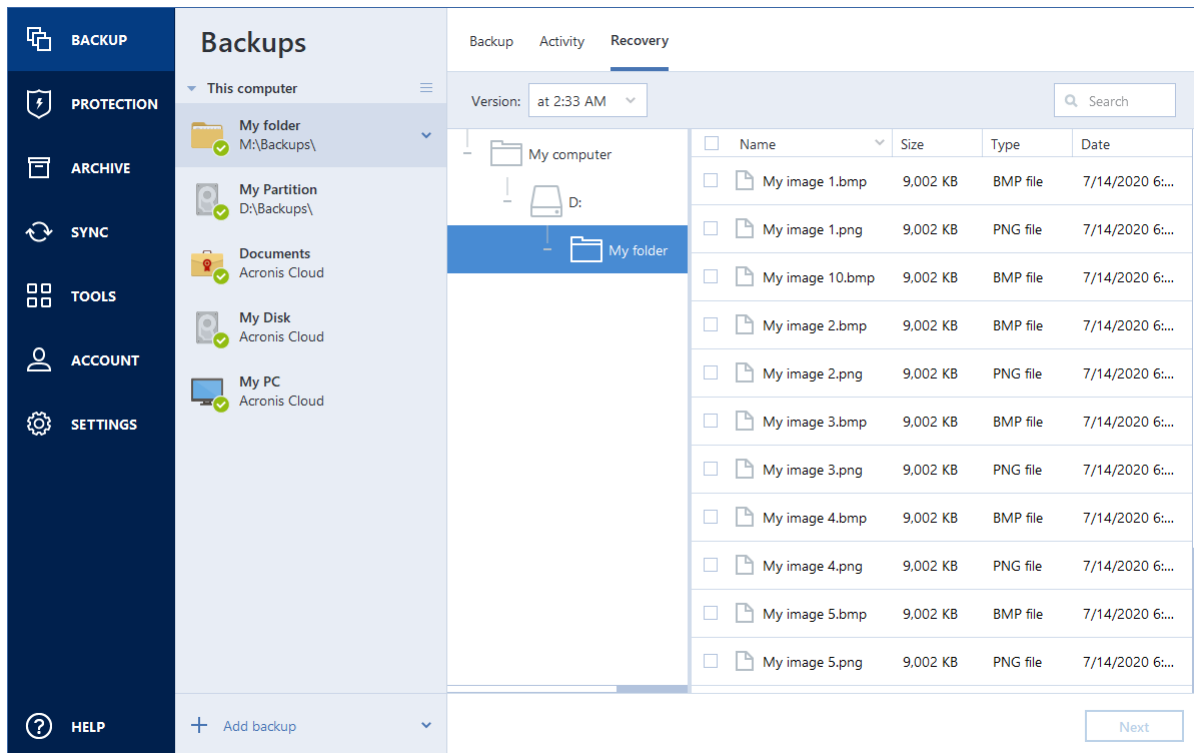 BACKUP
PROTECTION
ARCHIVE
SYNC
TOOLS
ACCOUNT
SETTINGS
HELP
Backups
This computer
My folder
M:\Backups\
My Partition
D:\Backups\
Documents
Acronis Cloud
My Disk
Acronis Cloud
My PC
Acronis Cloud
Add backup
Backup Activity Recovery
Version: at 2:33 AM
Search
My computer
D:
My folder
Name Size Type Date
My image 1.bmp 9,002 KB BMP file 7/14/2020 6:...
My image 1.png 9,002 KB PNG file 7/14/2020 6:...
My image 10.bmp 9,002 KB BMP file 7/14/2020 6:...
My image 2.bmp 9,002 KB BMP file 7/14/2020 6:...
My image 2.png 9,002 KB PNG file 7/14/2020 6:...
My image 3.bmp 9,002 KB BMP file 7/14/2020 6:...
My image 3.png 9,002 KB PNG file 7/14/2020 6:...
My image 4.bmp 9,002 KB BMP file 7/14/2020 6:...
My image 4.png 9,002 KB PNG file 7/14/2020 6:...
My image 5.bmp 9,002 KB BMP file 7/14/2020 6:...
My image 5.png 9,002 KB PNG file 7/14/2020 6:...
Next